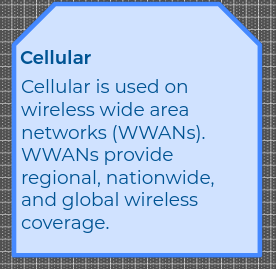 Cellular
Cellular is used on
wireless wide area
networks (WWANs).
WWANs provide
regional, nationwide,
and global wireless
coverage.